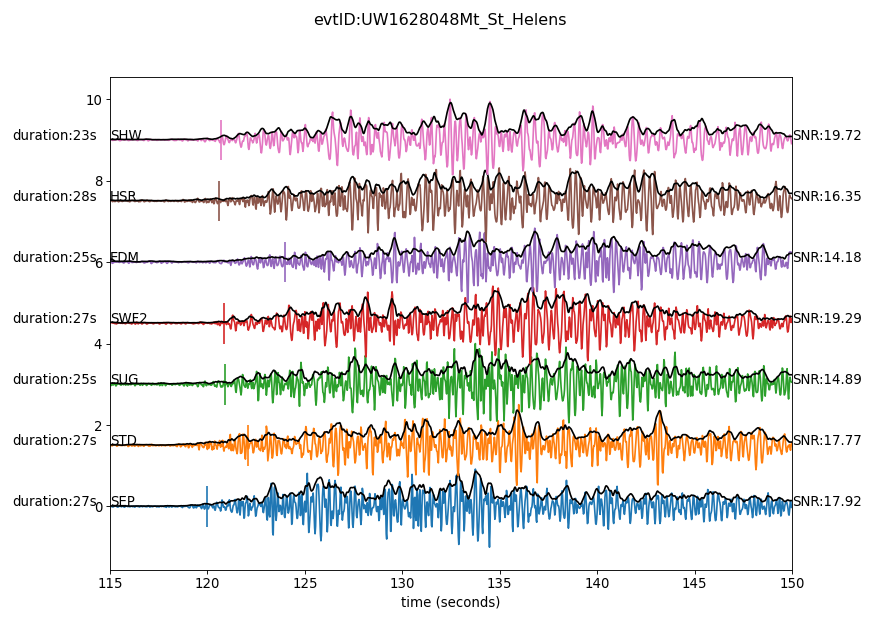 evtID:UW1628048Mt_St_Helens
10
duration:23s SHW SNR:19.72
8
duration:28s HSR SNR:16.35
duration:25s EDM SNR:14.18
6
duration:27s SWF2 SNR:19.29
4
duration:25s SUG SNR:14.89
2
duration:27s STD SNR:17.77
duration:27s SEP SNR:17.92
0
115 120 125 130 135 140 145 150
time (seconds)